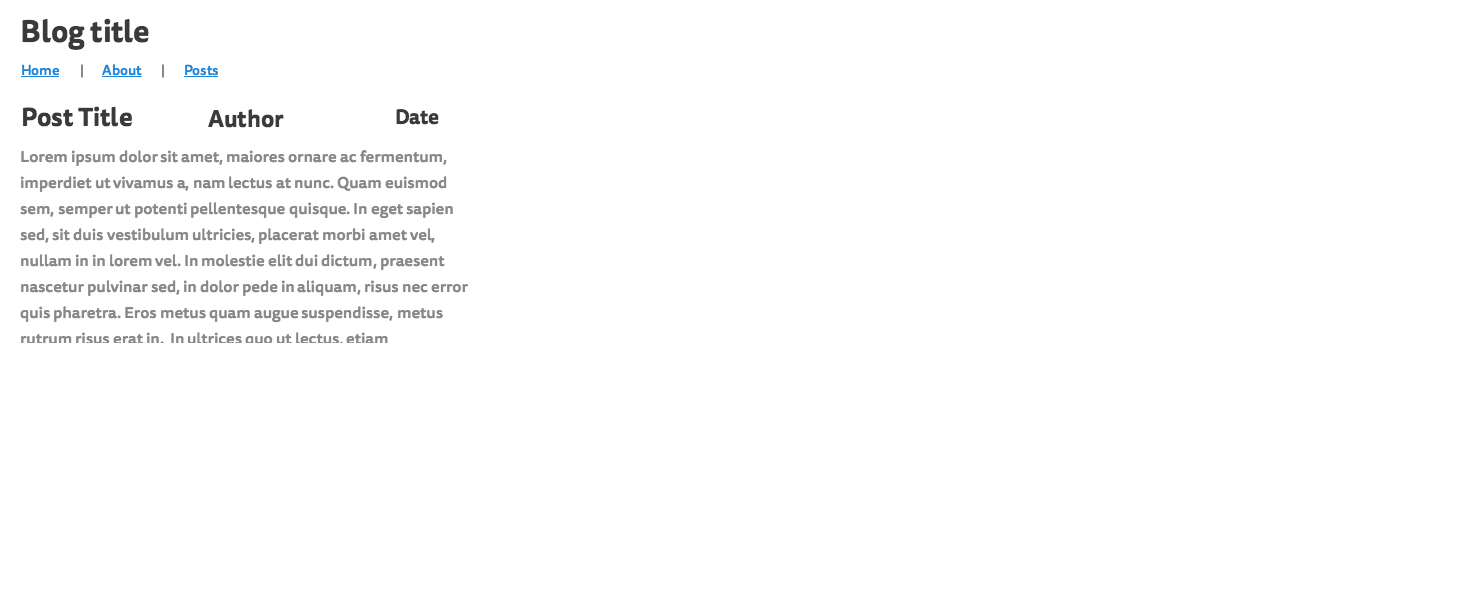 Blog title
Home | About | Posts
Post Title Author Date
Lorem ipsum dolor sit amet, maiores ornare ac fermentum,
imperdiet ut vivamus a, nam lectus at nunc. Quam euismod
sem, semper ut potenti pellentesque quisque. In eget sapien
sed, sit duis vestibulum ultricies, placerat morbi amet vel,
nullam in in lorem vel. In molestie elit dui dictum, praesent
nascetur pulvinar sed, in dolor pede in aliquam, risus nec error
quis pharetra. Eros metus quam augue suspendisse, metus
rutrum risus erat in.  In ultrices quo ut lectus, etiam